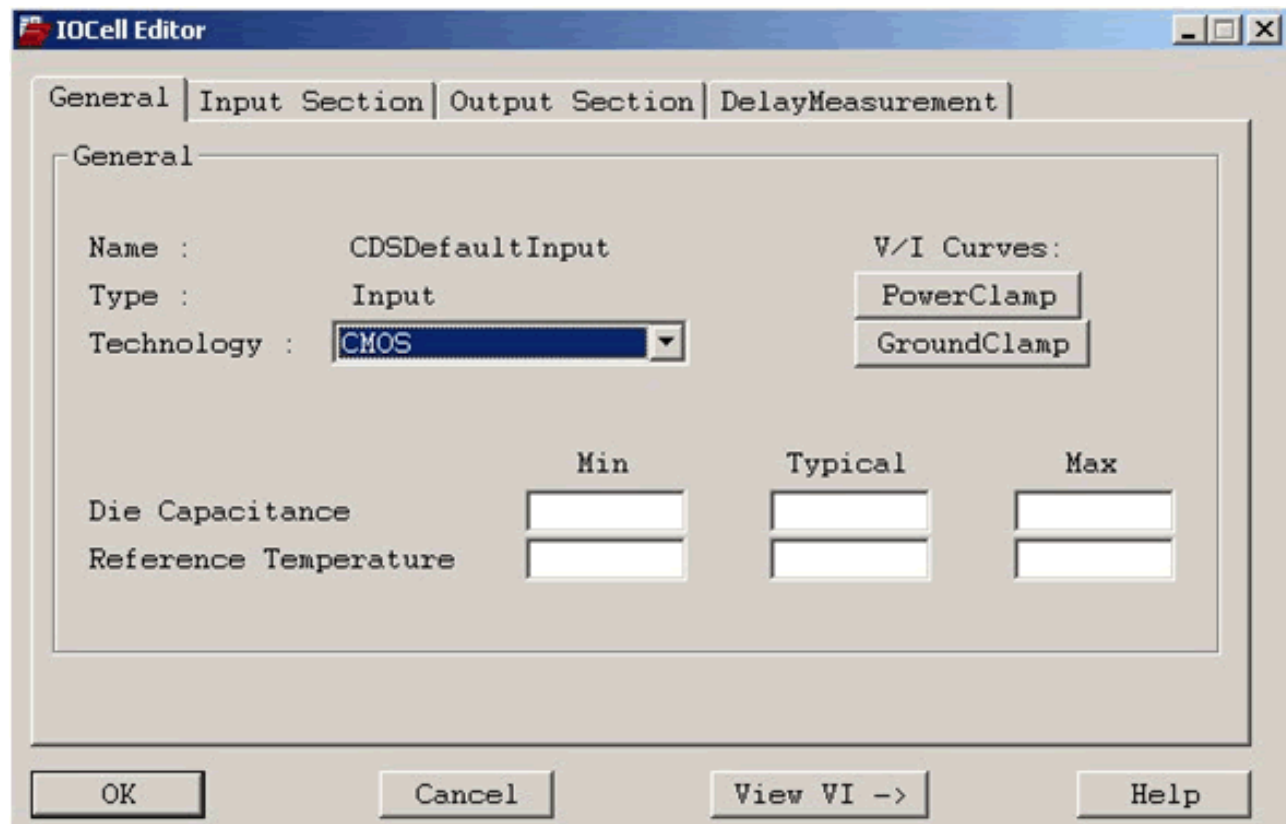 IOCell Editor
General Input Section Output Section DelayMeasurement
General
Name : CDSDefaultInput V/I Curves:
Type : Input PowerClamp
Technology : CMOS GroundClamp
Min Typical Max
Die Capacitance
Reference Temperature
OK Cancel View VI -> Help